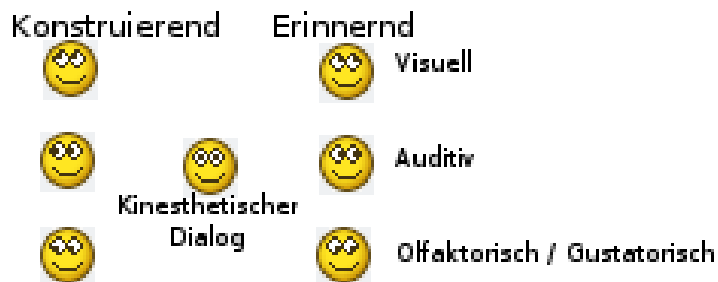 Konstruierend Erinnernd
Visuell
Auditiv
Kinesthetischer
Dialog
Olfaktorisch / Gustatorisch